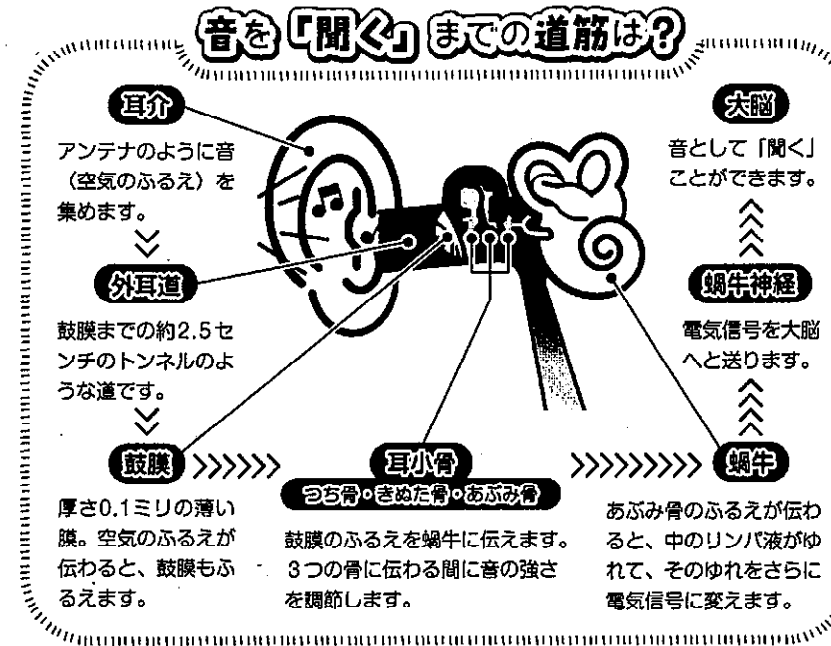 音を「聞く」までの道筋は？
耳介
アンテナのように音
（空気のふるえ）を
集めます。
外耳道
鼓膜までの約2.5セ
ンチのトンネルのよ
うな道です。
鼓膜
厚さ0.1ミリの薄い
膜。空気のふるえが
伝わると、鼓膜もふ
るえます。
耳小骨
つち骨・きぬた骨・あぶみ骨
鼓膜のふるえを蝸牛に伝えます。
3つの骨に伝わる間に音の強さ
を調節します。
蝸牛
あぶみ骨のふるえが伝わ
ると、中のリンパ液がゆ
れて、そのゆれをさらに
電気信号に変えます。
蝸牛神経
電気信号を大脳
へと送ります。
大脳
音として「聞く」
ことができます。